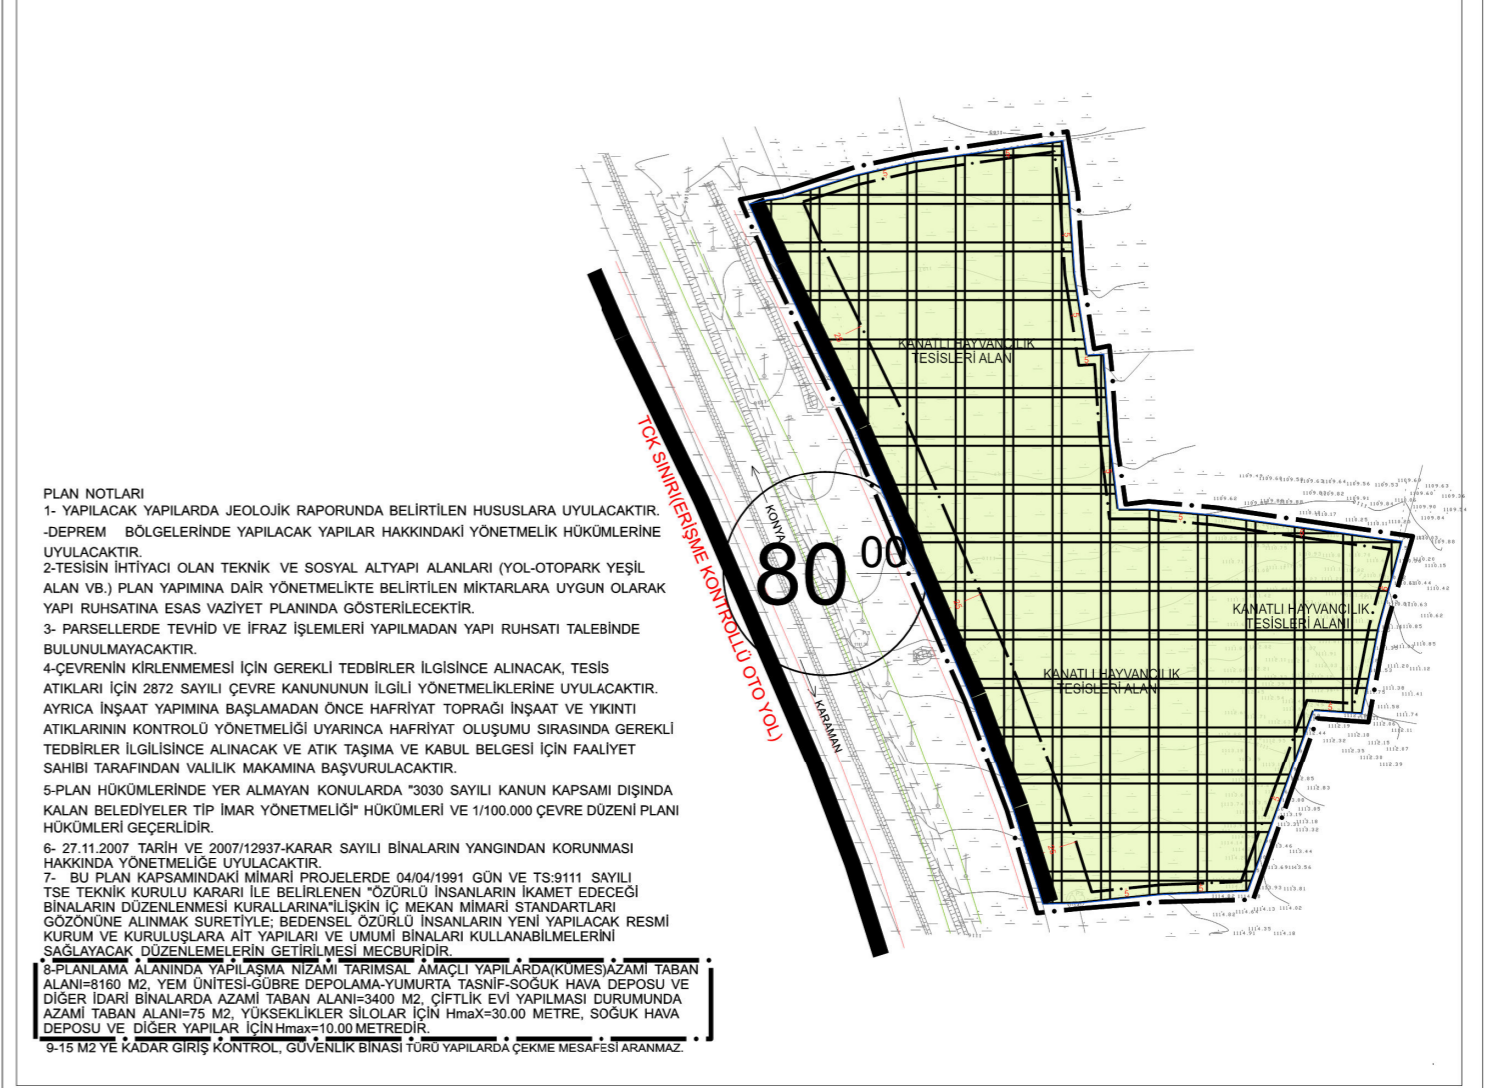 PLAN NOTLARI
1- YAPILACAK YAPILARDA JEOLOJİK RAPORUNDA BELİRTİLEN HUSUSLARA UYULACAKTIR.
-DEPREM BÖLGELERİNDE YAPILACAK YAPILAR HAKKINDAKİ YÖNETMELİK HÜKÜMLERİNE
UYULACAKTIR.
2-TESİSİN İHTİYACI OLAN TEKNİK VE SOSYAL ALTYAPI ALANLARI (YOL-OTOPARK YEŞİL
ALAN VB.) PLAN YAPIMINA DAİR YÖNETMELİKTE BELİRTİLEN MİKTARLARA UYGUN OLARAK
YAPI RUHSATINA ESAS VAZİYET PLANINDA GÖSTERİLECEKTİR.
3- PARSELLERDE TEVHİD VE İFRAZ İŞLEMLERİ YAPILMADAN YAPI RUHSATI TALEBİNDE
BULUNULMAYACAKTIR.
4-ÇEVRENİN KİRLENMEMESİ İÇİN GEREKLİ TEDBİRLER İLGİSİNCE ALINACAK, TESİS
ATIKLARI İÇİN 2872 SAYILI ÇEVRE KANUNUNUN İLGİLİ YÖNETMELİKLERİNE UYULACAKTIR.
AYRICA İNŞAAT YAPIMINA BAŞLAMADAN ÖNCE HAFRİYAT TOPRAĞI İNŞAAT VE YIKINTI
ATIKLARININ KONTROLÜ YÖNETMELİĞİ UYARINCA HAFRİYAT OLUŞUMU SIRASINDA GEREKLİ
TEDBİRLER İLGİLİSİNCE ALINACAK VE ATIK TAŞIMA VE KABUL BELGESİ İÇİN FAALİYET
SAHİBİ TARAFINDAN VALİLİK MAKAMINA BAŞVURULACAKTIR.
5-PLAN HÜKÜMLERİNDE YER ALMAYAN KONULARDA "3030 SAYILI KANUN KAPSAMI DIŞINDA
KALAN BELEDİYELER TİP İMAR YÖNETMELİĞİ" HÜKÜMLERİ VE 1/100.000 ÇEVRE DÜZENİ PLANI
HÜKÜMLERİ GEÇERLİDİR.
6- 27.11.2007 TARİH VE 2007/12937-KARAR SAYILI BİNALARIN YANGINDAN KORUNMASI
HAKKINDA YÖNETMELİĞE UYULACAKTIR.
7- BU PLAN KAPSAMINDAKİ MİMARİ PROJELERDE 04/04/1991 GÜN VE TS:9111 SAYILI
TSE TEKNİK KURULU KARARI İLE BELİRLENEN "ÖZÜRLÜ İNSANLARIN İKAMET EDECEĞİ
BİNALARIN DÜZENLENMESİ KURALLARINA"İLİŞKİN İÇ MEKAN MİMARİ STANDARTLARI
GÖZÖNÜNE ALINMAK SURETİYLE; BEDENSEL ÖZÜRLÜ İNSANLARIN YENİ YAPILACAK RESMİ
KURUM VE KURULUŞLARA AİT YAPILARI VE UMUMİ BİNALARI KULLANABİLMELERİNİ
SAĞLAYACAK DÜZENLEMELERİN GETİRİLMESİ MECBURİDİR.
8-PLANLAMA ALANINDA YAPILAŞMA NİZAMI TARIMSAL AMAÇLI YAPILARDA(KÜMES)AZAMİ TABAN
ALANI=8160 M2, YEM ÜNİTESİ-GÜBRE DEPOLAMA-YUMURTA TASNİF-SOĞUK HAVA DEPOSU VE
DİĞER İDARİ BİNALARDA AZAMİ TABAN ALANI=3400 M2, ÇİFTLİK EVİ YAPILMASI DURUMUNDA
AZAMİ TABAN ALANI=75 M2, YÜKSEKLİKLER SİLOLAR İÇİN HmaX=30.00 METRE, SOĞUK HAVA
DEPOSU VE DİĞER YAPILAR İÇİN Hmax=10.00 METREDİR.
9-15 M2 YE KADAR GİRİŞ KONTROL, GÜVENLİK BİNASI TÜRÜ YAPILARDA ÇEKME MESAFESİ ARANMAZ.
TCK SINIRI(ERİŞME KONTROLLÜ OTO YOL)
KONYA
80 00
KARAMAN
KANATLI HAYVANCILIK
TESİSLERİ ALANI
KANATLI HAYVANCILIK
TESİSLERİ ALANI
KANATLI HAYVANCILIK
TESİSLERİ ALANI